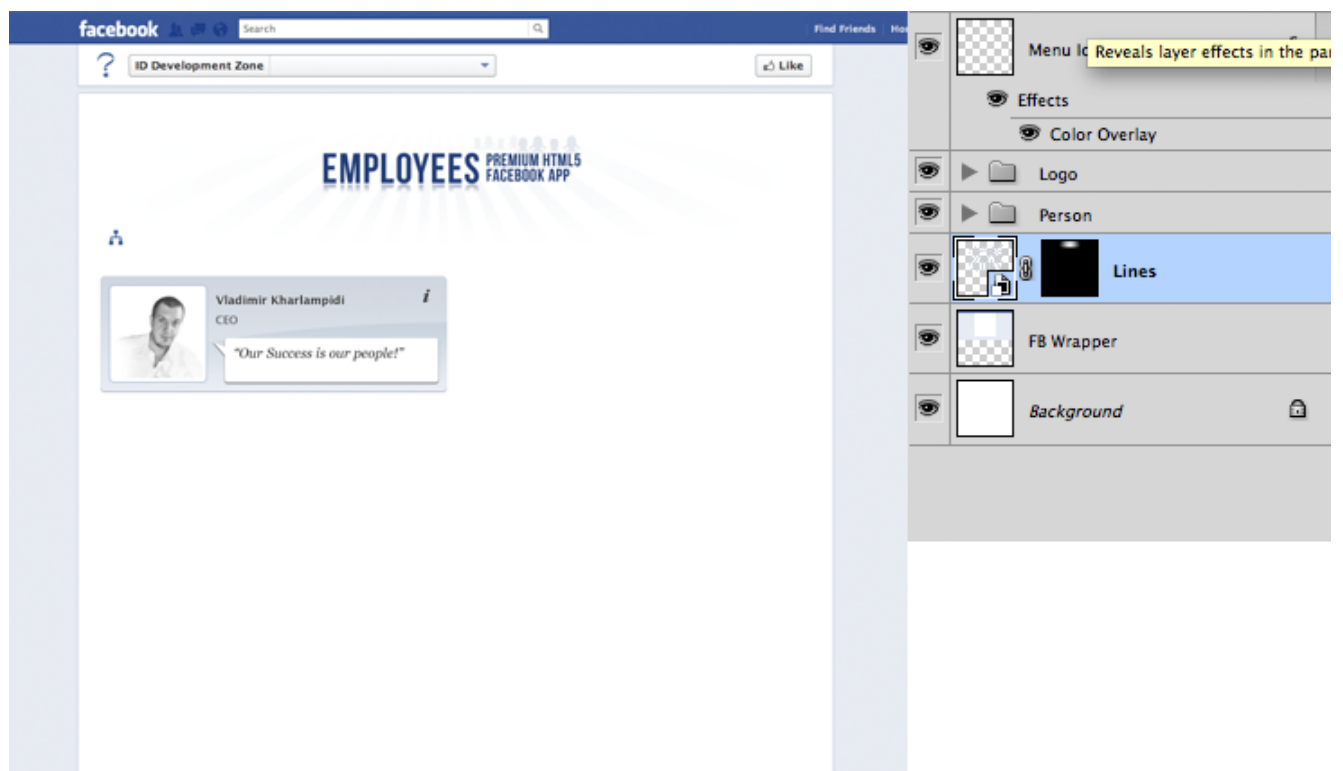 facebook
Search
Find Friends
ID Development Zone
Like
EMPLOYEES
PREMIUM HTML5
FACEBOOK APP
Vladimir Kharlampidi
i
CEO
"Our Success is our people!"
Menu
Reveals layer effects in the
Effects
Color Overlay
Logo
Person
Lines
FB Wrapper
Background